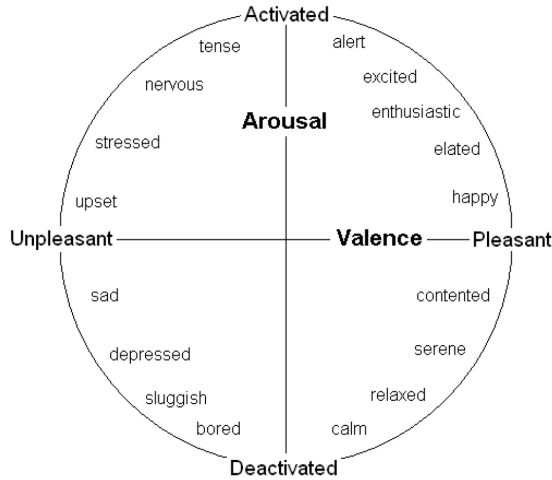 Activated
tense
alert
nervous
excited
enthusiastic
Arousal
stressed
elated
upset
happy
Unpleasant
Valence
Pleasant
sad
contented
depressed
serene
sluggish
relaxed
bored
calm
Deactivated